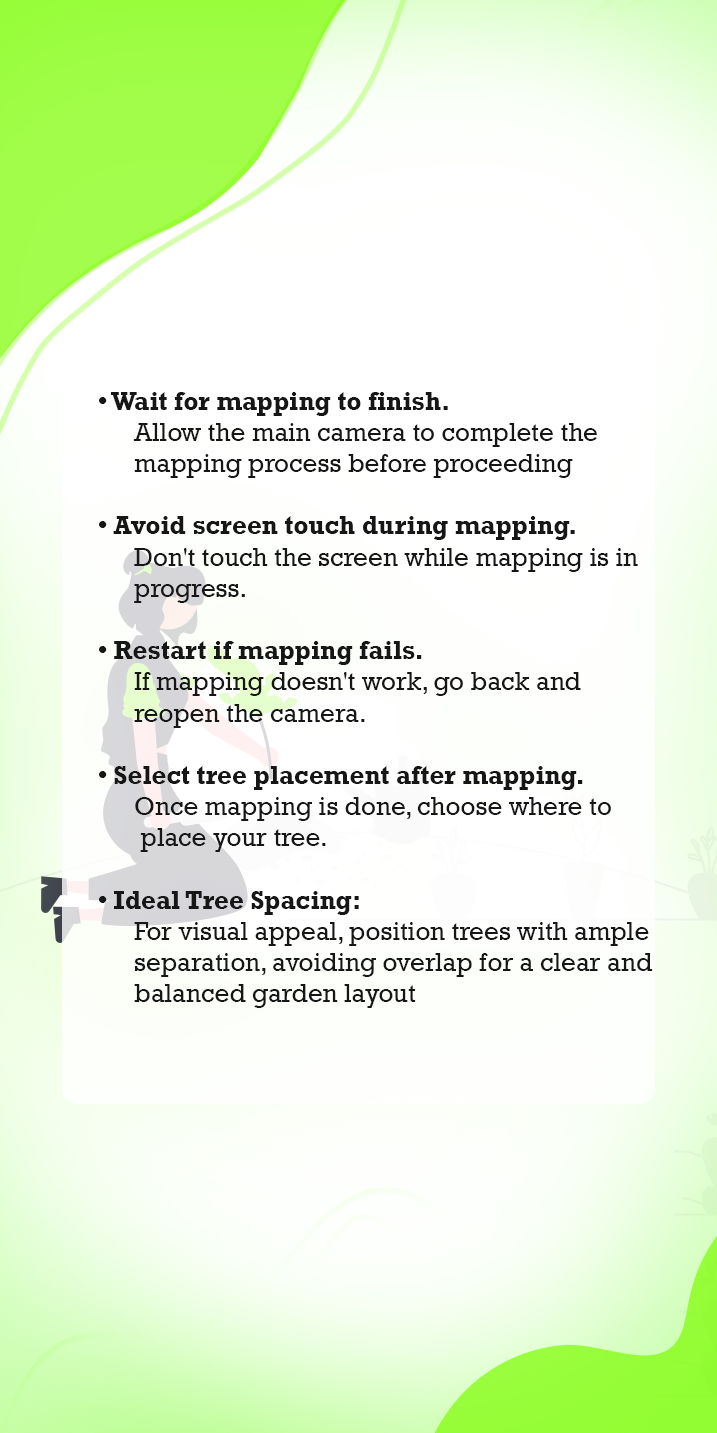 • Wait for mapping to finish.
Allow the main camera to complete the
mapping process before proceeding
• Avoid screen touch during mapping.
Don't touch the screen while mapping is in
progress.
• Restart if mapping fails.
If mapping doesn't work, go back and
reopen the camera.
• Select tree placement after mapping.
Once mapping is done, choose where to
place your tree.
• Ideal Tree Spacing:
For visual appeal, position trees with ample
separation, avoiding overlap for a clear and
balanced garden layout